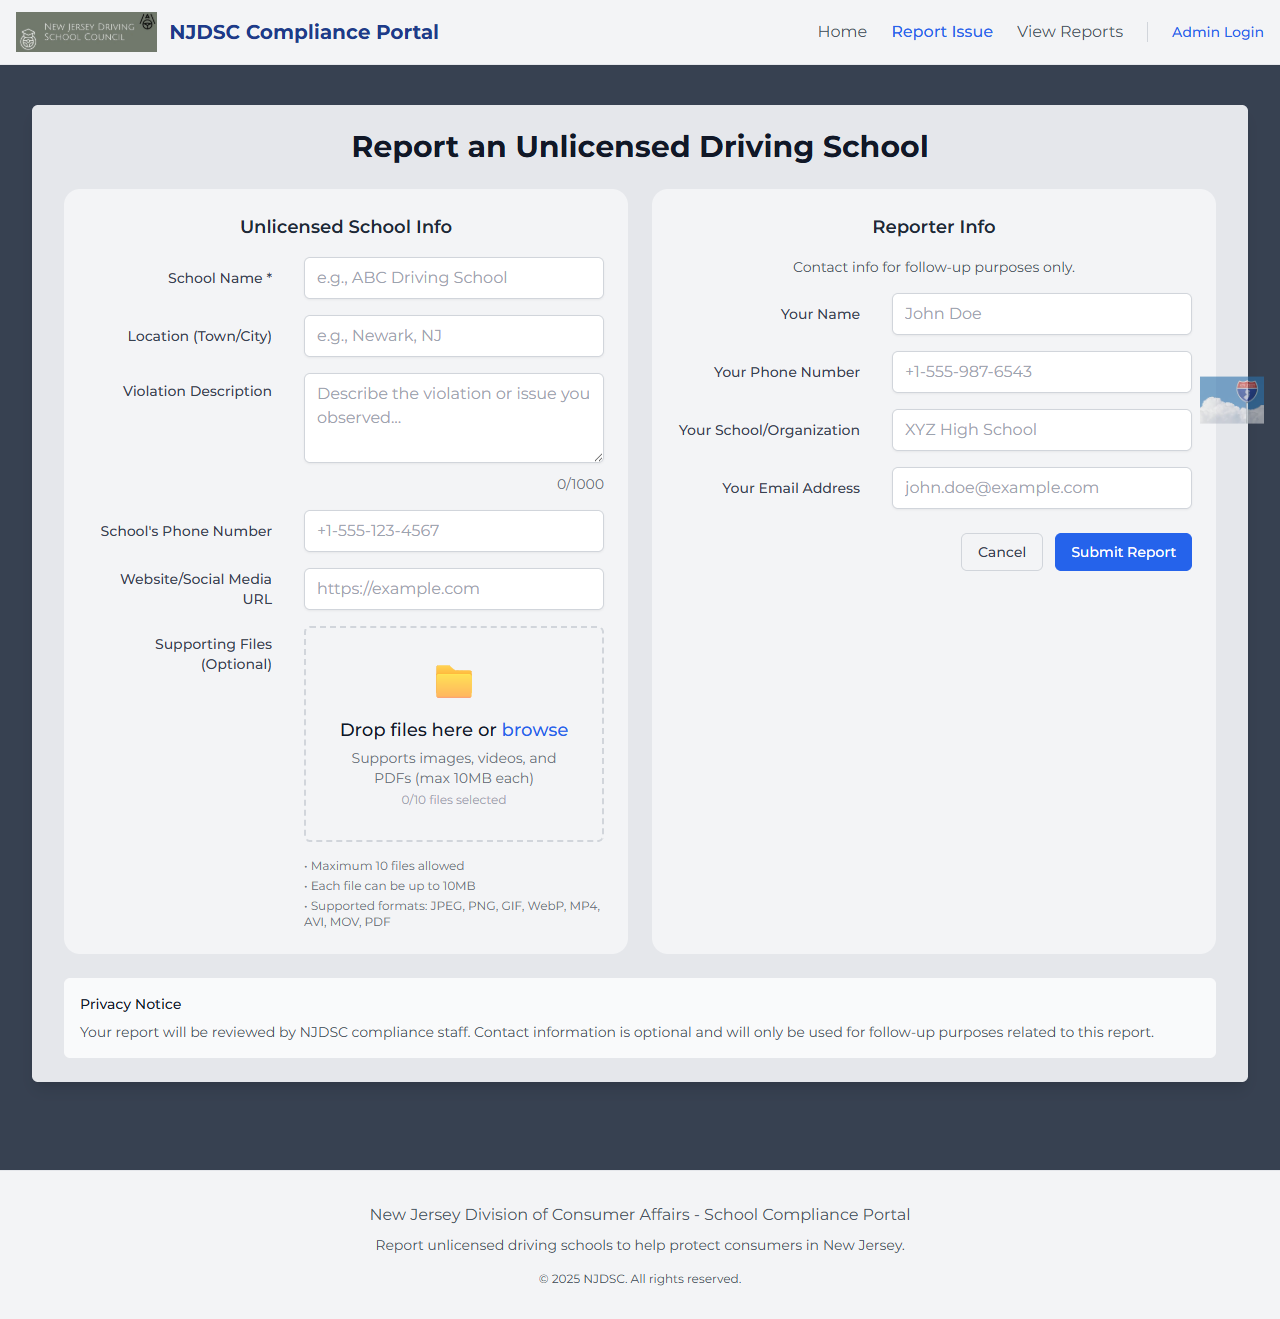 New Jersey Driving
School Council
NJDSC Compliance Portal
Home
Report Issue
View Reports
Admin Login
Report an Unlicensed Driving School
Unlicensed School Info
School Name *
e.g., ABC Driving School
Location (Town/City)
e.g., Newark, NJ
Violation Description
Describe the violation or issue you
observed...
0/1000
School's Phone Number
+1-555-123-4567
Website/Social Media
URL
https://example.com
Supporting Files
(Optional)
Drop files here or browse
Supports images, videos, and
PDFs (max 10MB each)
0/10 files selected
• Maximum 10 files allowed
• Each file can be up to 10MB
• Supported formats: JPEG, PNG, GIF, WebP, MP4,
AVI, MOV, PDF
Reporter Info
Contact info for follow-up purposes only.
Your Name
John Doe
Your Phone Number
+1-555-987-6543
Your School/Organization
XYZ High School
Your Email Address
john.doe@example.com
Cancel
Submit Report
Privacy Notice
Your report will be reviewed by NJDSC compliance staff. Contact information is optional and will only be used for follow-up purposes related to this report.
New Jersey Division of Consumer Affairs - School Compliance Portal
Report unlicensed driving schools to help protect consumers in New Jersey.
© 2025 NJDSC. All rights reserved.